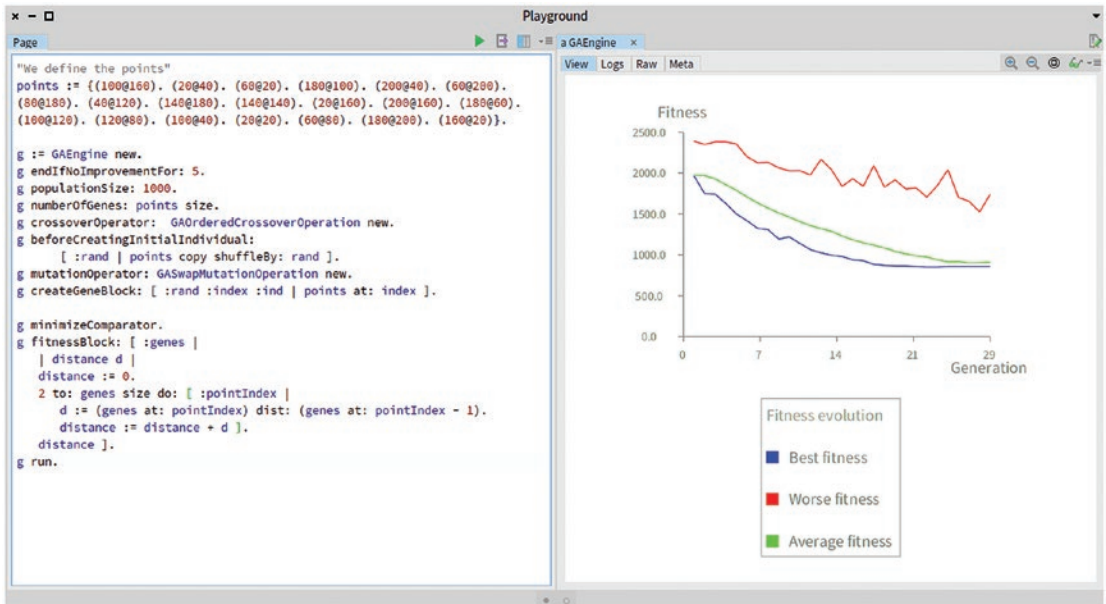 Playground
Page
"We define the points"
points := {(100@160). (20@40). (60@20). (180@100). (200@40). (60@200).
(80@180). (40@120). (140@180). (140@140). (20@160). (200@160). (180@60).
(100@120). (120@80). (100@40). (20@20). (60@80). (180@200). (160@20)}.
g := GAEngine new.
g endIfNoImprovementFor: 5.
g populationSize: 1000.
g numberOfGenes: points size.
g crossoverOperator:  GAOrderedCrossoverOperation new.
g beforeCreatingInitialIndividual:
[ :rand | points copy shuffleBy: rand ].
g mutationOperator: GASwapMutationOperation new.
g createGeneBlock: [ :rand :index :ind | points at: index ].
g minimizeComparator.
g fitnessBlock: [ :genes |
| distance d |
distance := 0.
2 to: genes size do: [ :pointIndex |
d := (genes at: pointIndex) dist: (genes at: pointIndex - 1).
distance := distance + d ].
distance ].
g run.
a GAEngine x
View Logs Raw Meta
Fitness
2500.0
2000.0
1500.0
1000.0
500.0
0.0
0 7 14 21 29
Generation
Fitness evolution
Best fitness
Worse fitness
Average fitness